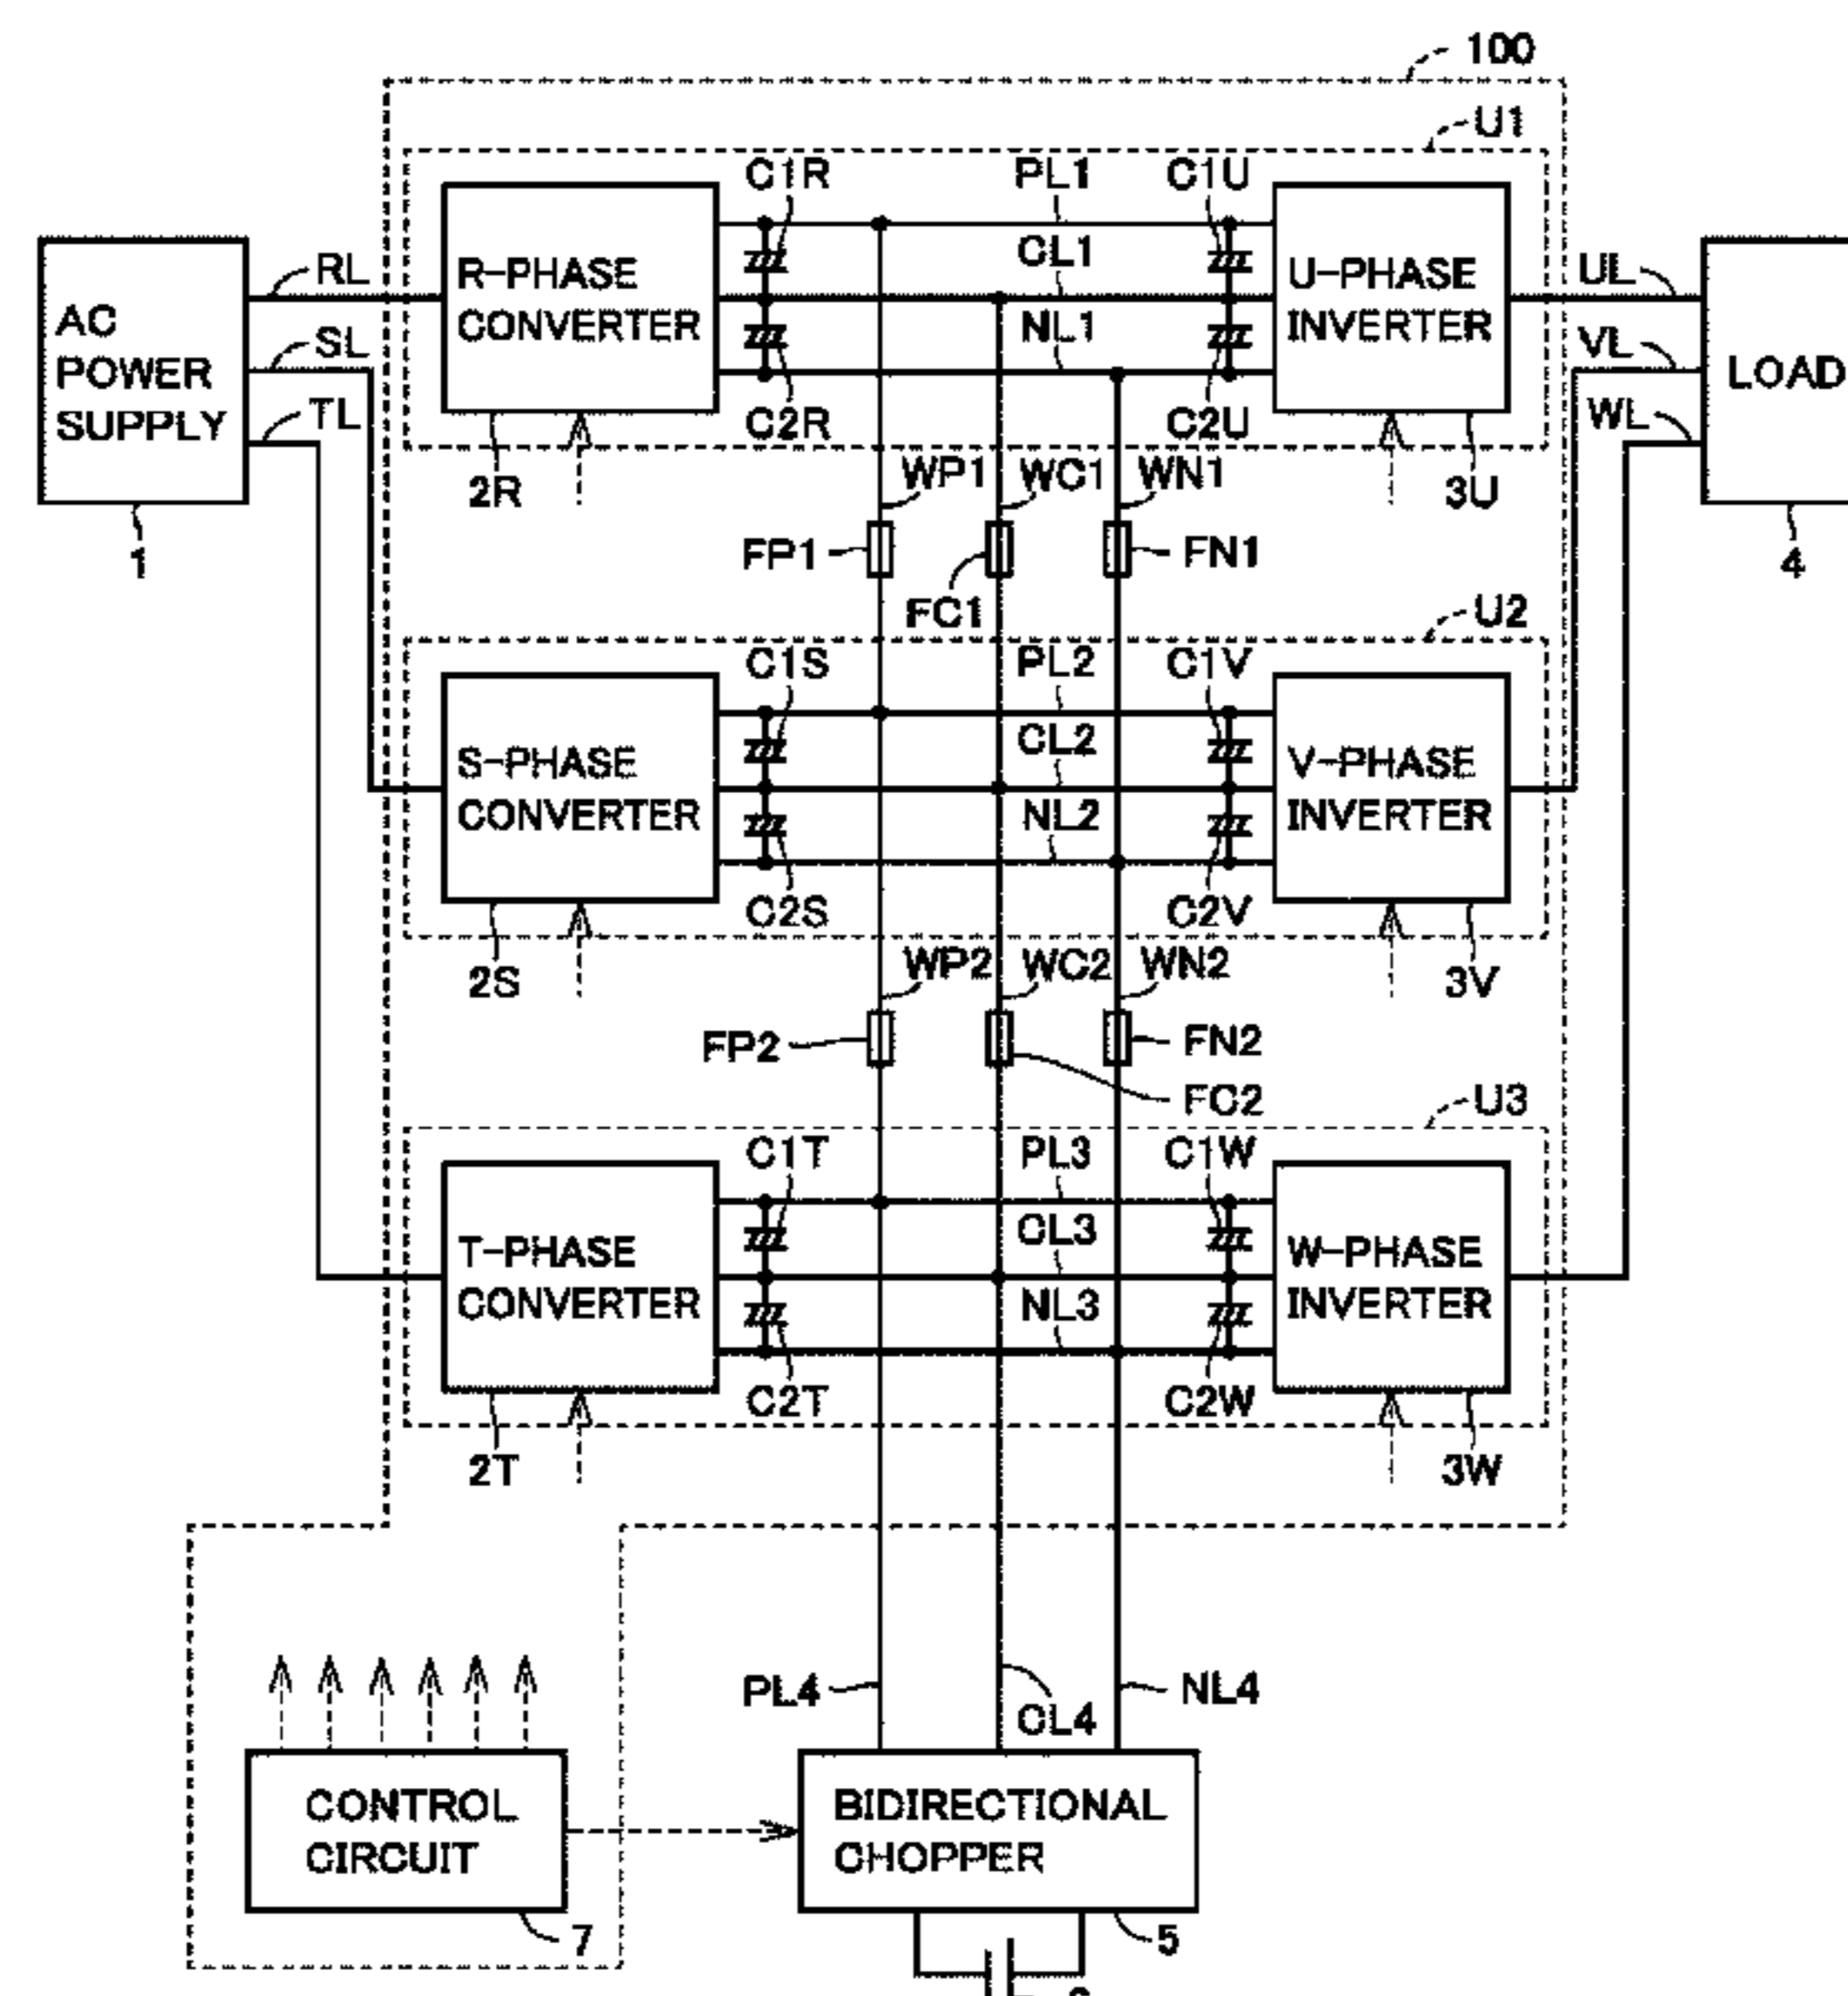 100
U1
C1R
PL1
C1U
AC
POWER
SUPPLY
RL
SL
TL
R-PHASE
CONVERTER
CL1
NL1
U-PHASE
INVERTER
UL
VL
WL
LOAD
C2R
C2U
1
2R
WP1
WC1
WN1
3U
4
FP1
FC1
FN1
U2
C1S
PL2
C1V
S-PHASE
CONVERTER
CL2
NL2
V-PHASE
INVERTER
C2S
C2V
2S
WP2
WC2
WN2
3V
FP2
FN2
FC2
U3
C1T
PL3
C1W
T-PHASE
CONVERTER
CL3
NL3
W-PHASE
INVERTER
C2T
C2W
2T
3W
PL4
CL4
NL4
CONTROL
CIRCUIT
BIDIRECTIONAL
CHOPPER
7
5